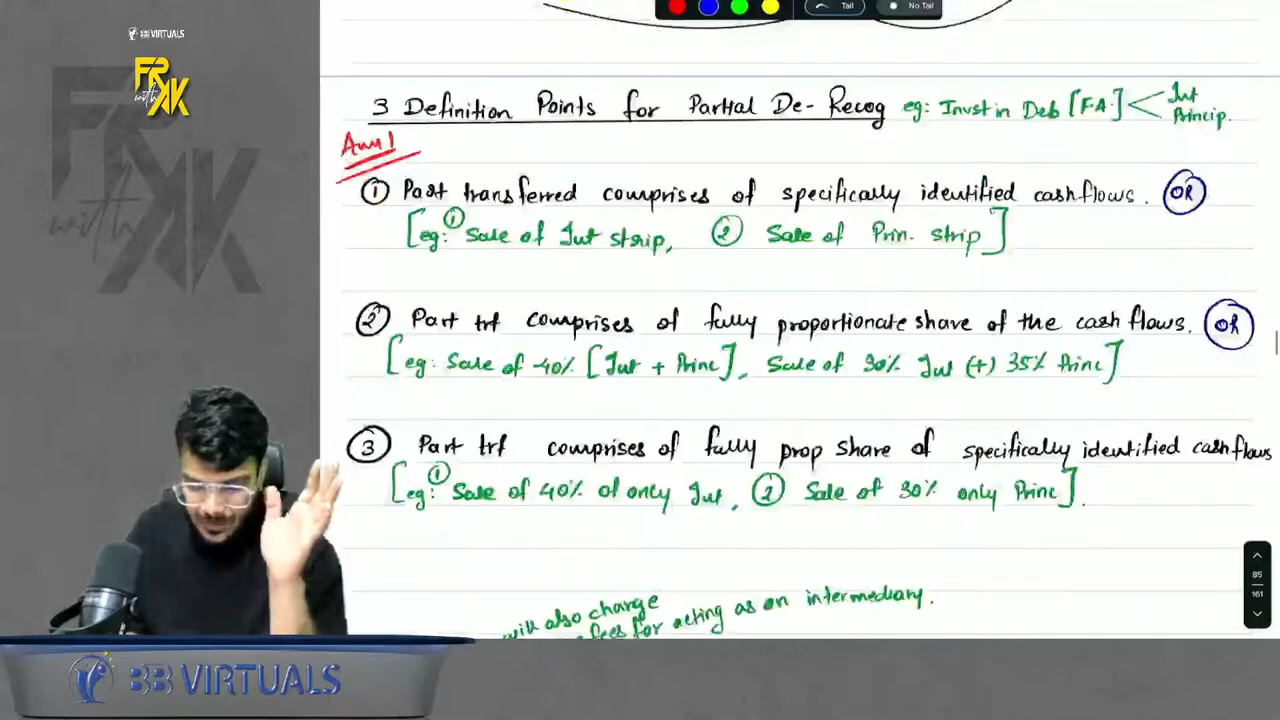 BB VIRTUALS
FR
with
AK
Tail
No Tail
3 Definition Points for Partial De-Recog eg: Invst in Deb [F.A.] < Int
Princip.
Ans 1
① Part transferred comprises of specifically identified cashflows. OR
[eg: ① Sale of Int strip, ② Sale of Prin. strip]
② Part trf comprises of fully proportionate share of the cash flows. OR
[eg: Sale of 40% [Int + Princ], Sale of 30% Int (+) 35% Princ]
③ Part trf comprises of fully prop share of specifically identified cashflows
[eg: ① Sale of 40% of only Int, ② Sale of 30% only Princ].
will also charge
fees for acting as an intermediary.
85
161
BB VIRTUALS